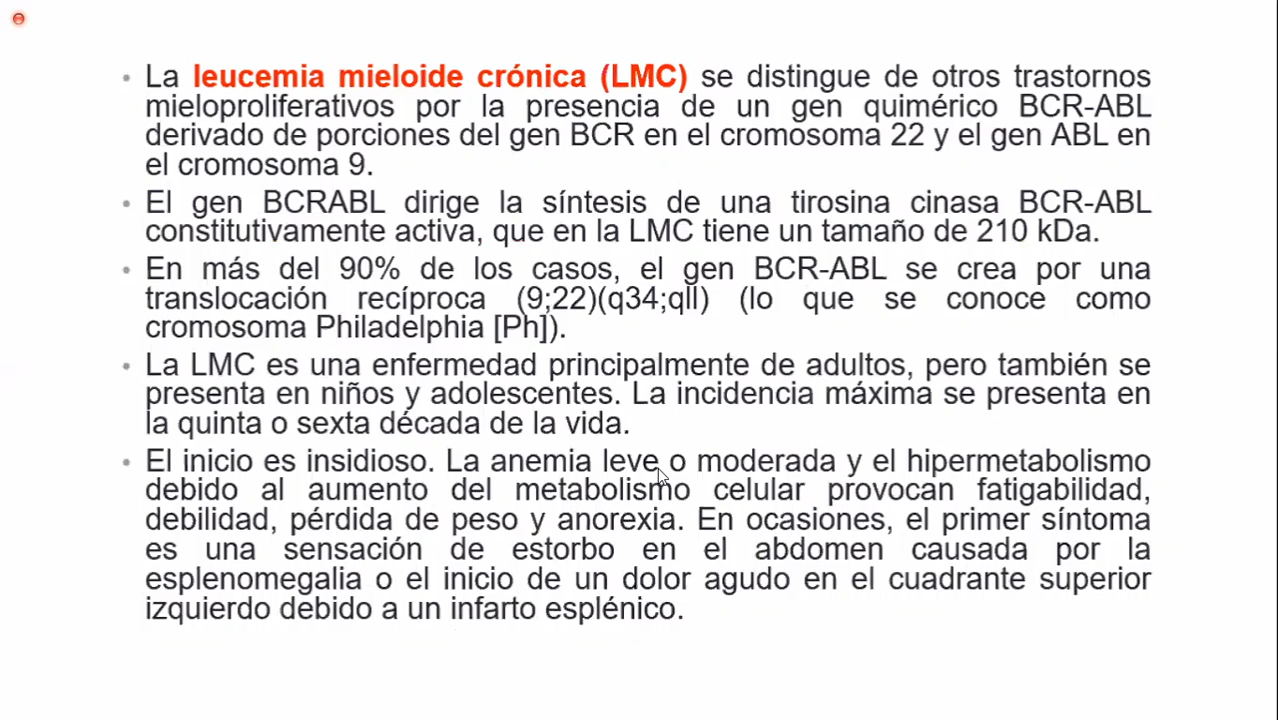 • La leucemia mieloide crónica (LMC) se distingue de otros trastornos
mieloproliferativos por la presencia de un gen quimérico BCR-ABL
derivado de porciones del gen BCR en el cromosoma 22 y el gen ABL en
el cromosoma 9.
• El gen BCRABL dirige la síntesis de una tirosina cinasa BCR-ABL
constitutivamente activa, que en la LMC tiene un tamaño de 210 kDa.
• En más del 90% de los casos, el gen BCR-ABL se crea por una
translocación recíproca (9;22)(q34;qll) (lo que se conoce como
cromosoma Philadelphia [Ph]).
• La LMC es una enfermedad principalmente de adultos, pero también se
presenta en niños y adolescentes. La incidencia máxima se presenta en
la quinta o sexta década de la vida.
• El inicio es insidioso. La anemia leve o moderada y el hipermetabolismo
debido al aumento del metabolismo celular provocan fatigabilidad,
debilidad, pérdida de peso y anorexia. En ocasiones, el primer síntoma
es una sensación de estorbo en el abdomen causada por la
esplenomegalia o el inicio de un dolor agudo en el cuadrante superior
izquierdo debido a un infarto esplénico.